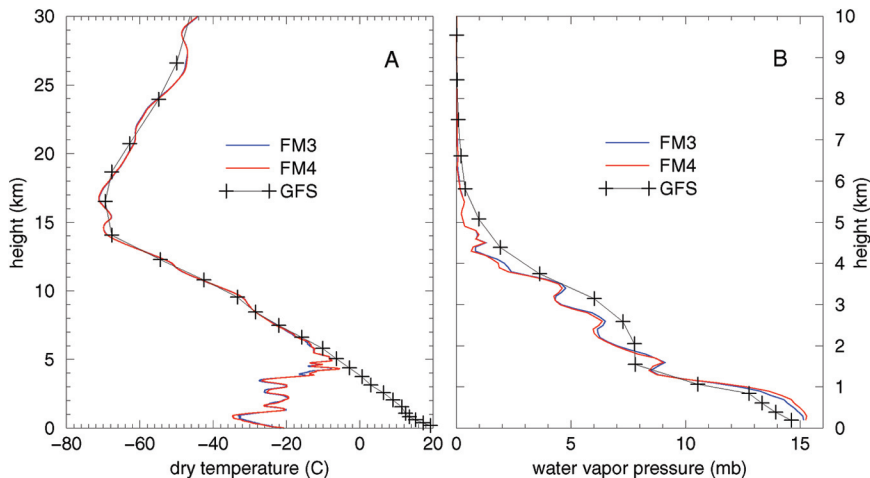 A
30
25
20
15
10
5
0
height (km)
FM3
FM4
GFS
−80
−60
−40
−20
0
20
dry temperature (C)
B
10
9
8
7
6
5
4
3
2
1
0
height (km)
FM3
FM4
GFS
0
5
10
15
water vapor pressure (mb)